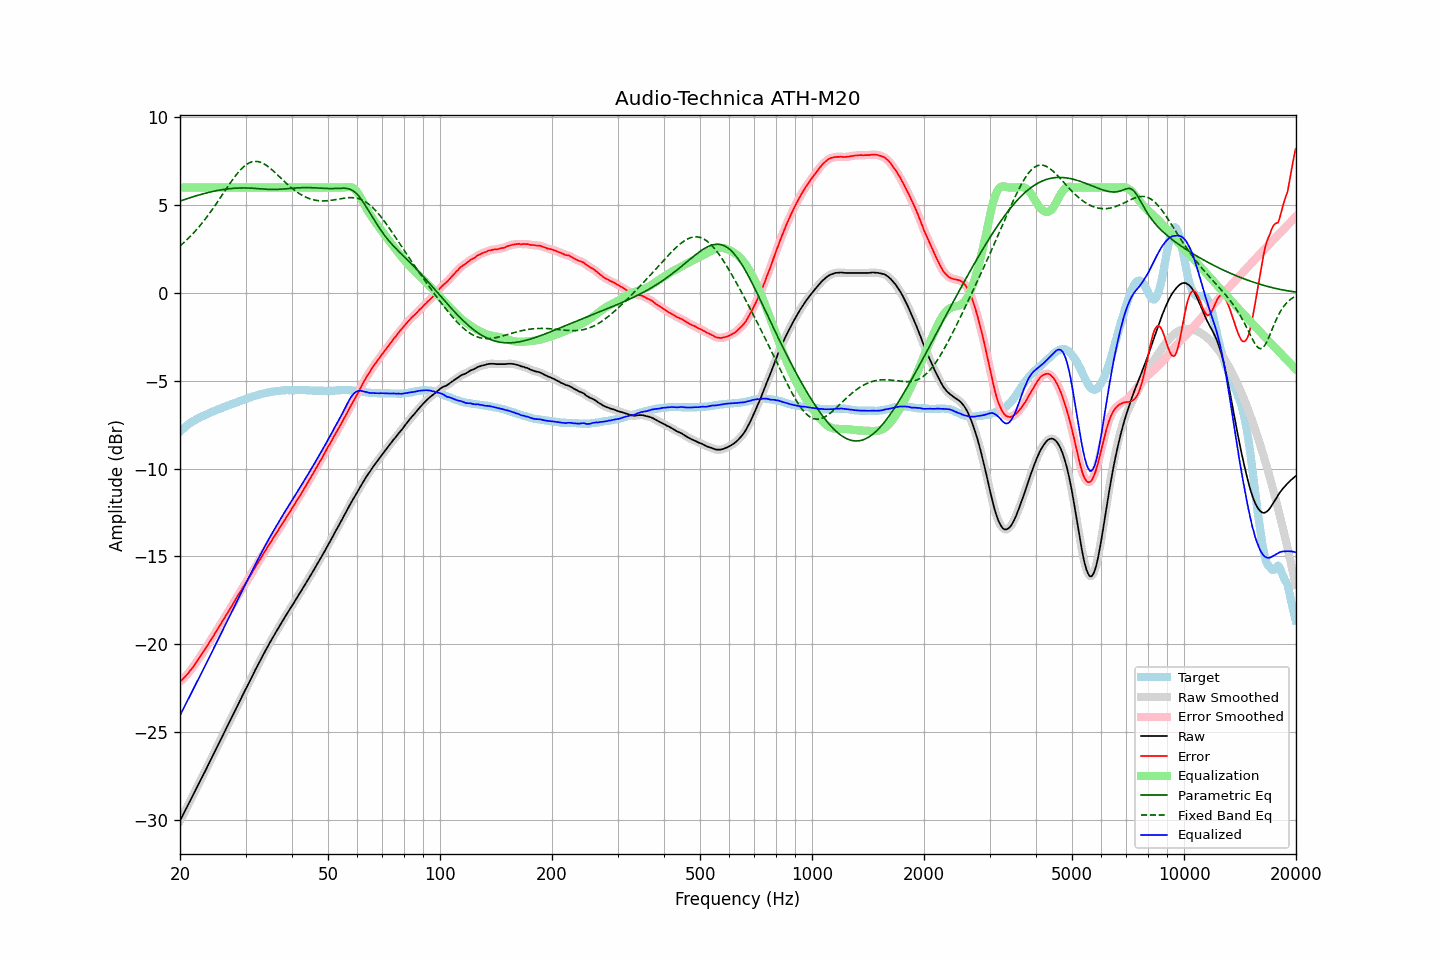 Audio-Technica ATH-M20
Amplitude (dBr)
10
5
0
−5
−10
−15
−20
−25
−30
Target
Raw Smoothed
Error Smoothed
Raw
Error
Equalization
Parametric Eq
Fixed Band Eq
Equalized
20 50 100 200 500 1000 2000 5000 10000 20000
Frequency (Hz)